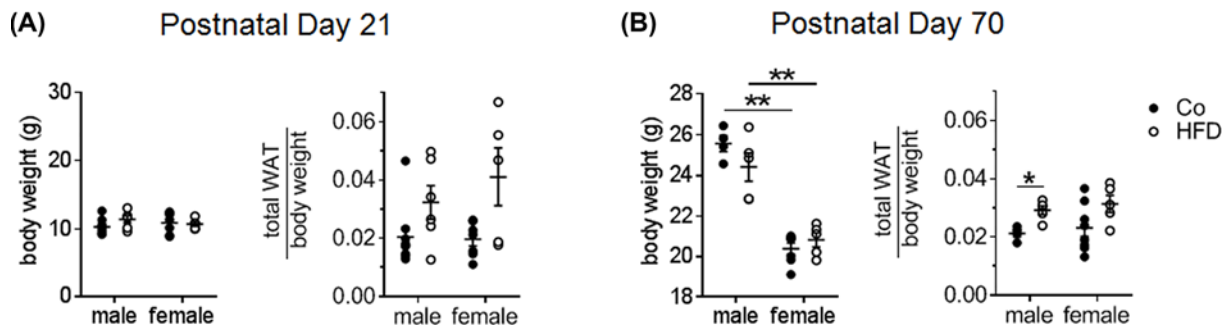 (A) Postnatal Day 21
body weight (g)
30
20
10
0
male female
total WAT
body weight
0.06
0.04
0.02
0.00
male female
(B) Postnatal Day 70
body weight (g)
28
26
24
22
20
18
**
**
male female
total WAT
body weight
0.06
0.04
0.02
0.00
*
male female
Co
HFD